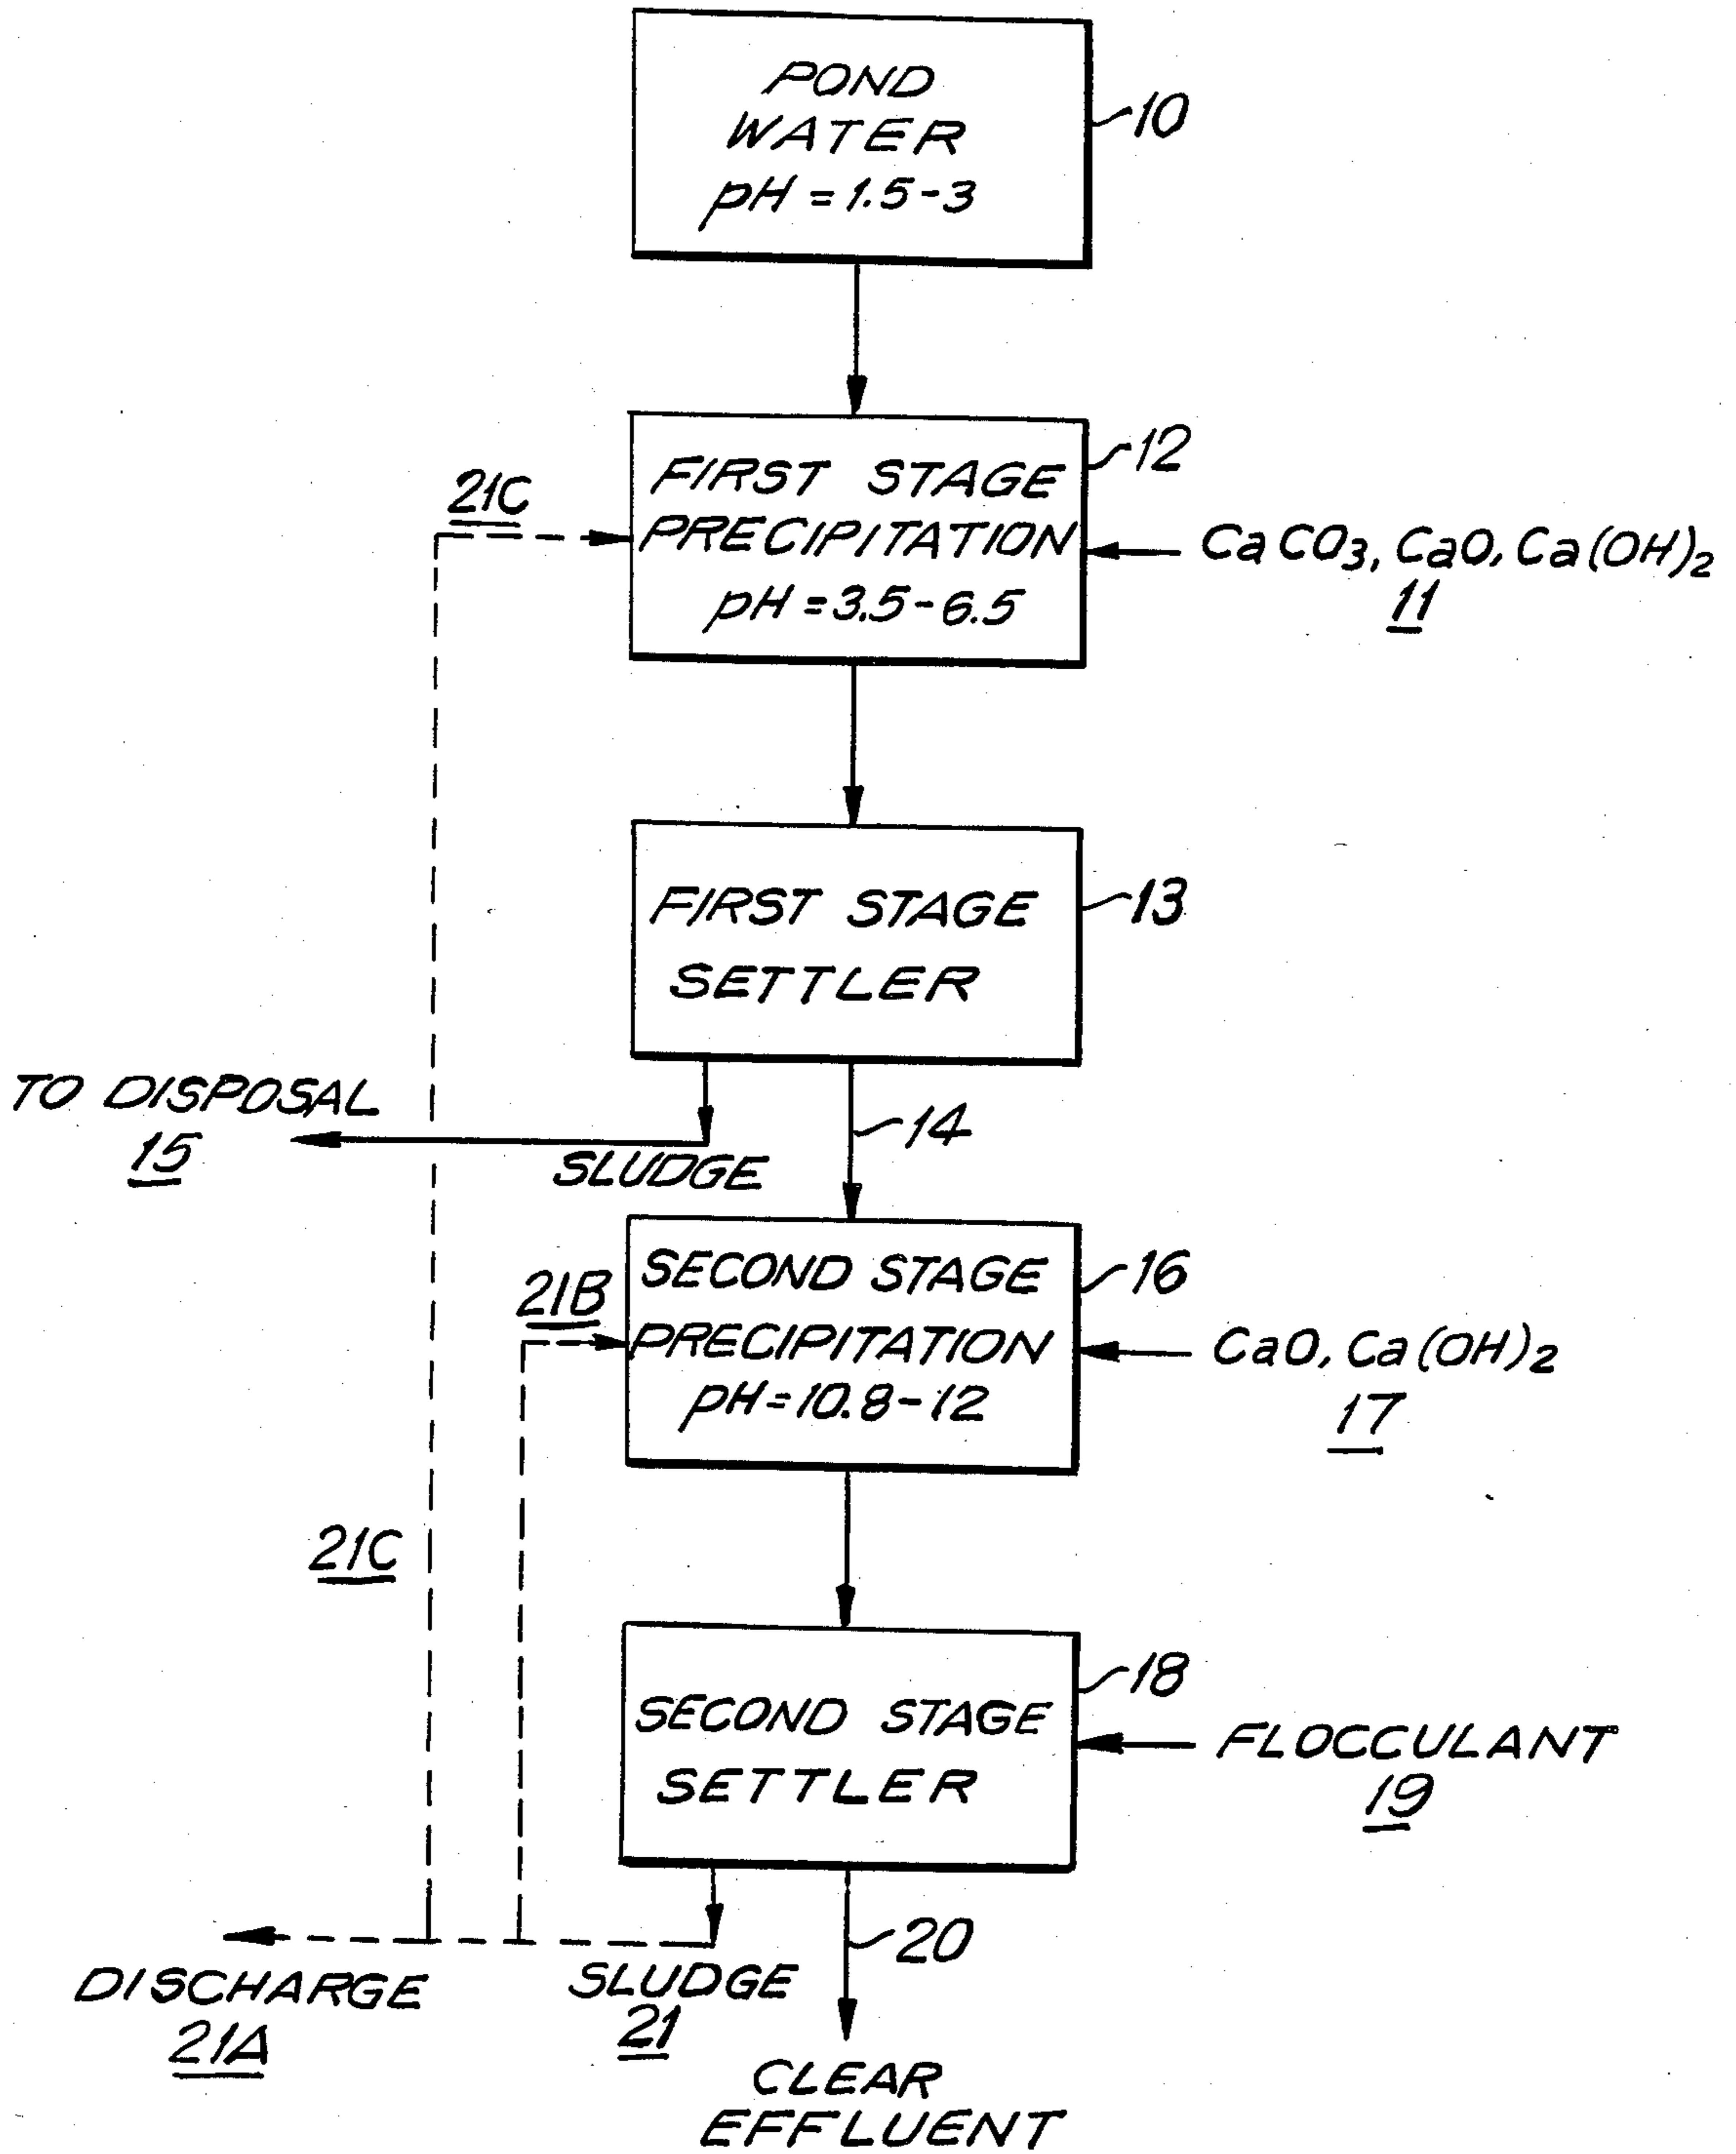 POND
WATER
pH = 1.5-3
10
12
FIRST STAGE
PRECIPITATION
pH = 3.5-6.5
21C
CaCO3, CaO, Ca(OH)2
11
13
FIRST STAGE
SETTLER
TO DISPOSAL
15
SLUDGE
14
16
SECOND STAGE
PRECIPITATION
pH = 10.8-12
21B
CaO, Ca(OH)2
17
21C
18
SECOND STAGE
SETTLER
FLOCCULANT
19
20
DISCHARGE
21A
SLUDGE
21
CLEAR
EFFLUENT